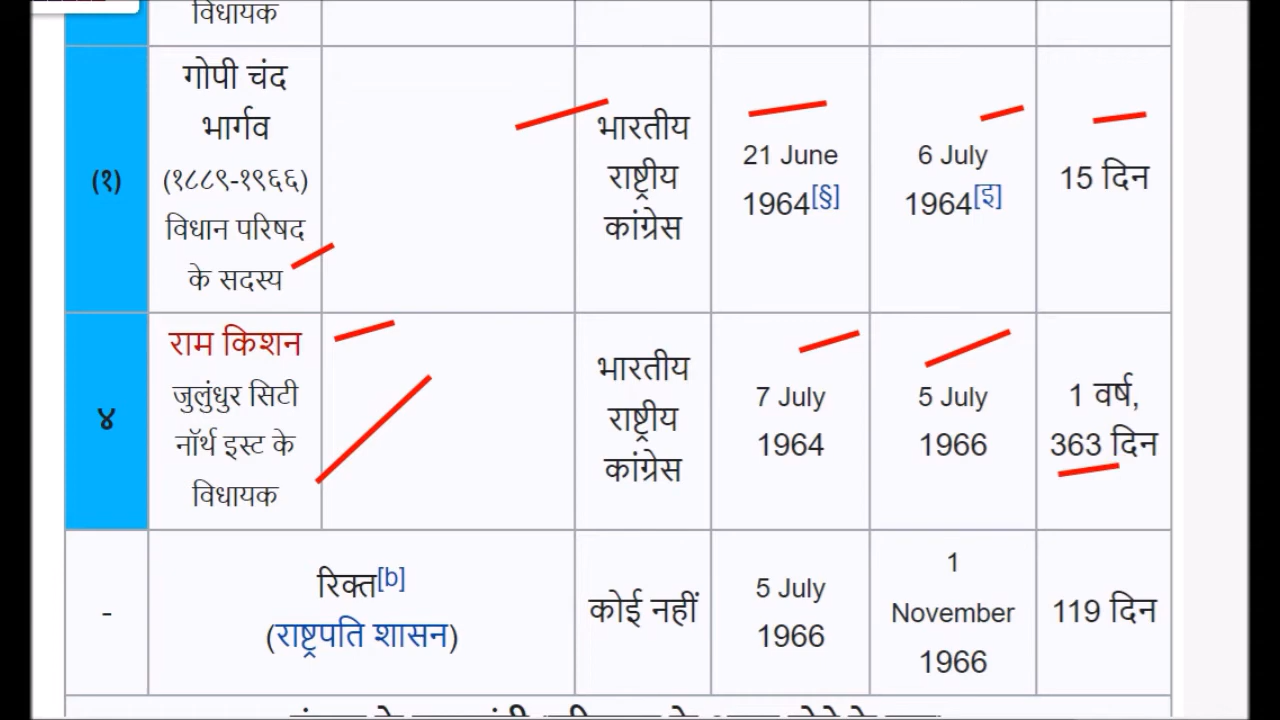 विधायक
(१)
गोपी चंद
भार्गव
(१८८९-१९६६)
विधान परिषद
के सदस्य
भारतीय
राष्ट्रीय
कांग्रेस
21 June
1964[§]
6 July
1964[इ]
15 दिन
४
राम किशन
जुलुंधुर सिटी
नॉर्थ इस्ट के
विधायक
भारतीय
राष्ट्रीय
कांग्रेस
7 July
1964
5 July
1966
1 वर्ष,
363 दिन
-
रिक्त[b]
(राष्ट्रपति शासन)
कोई नहीं
5 July
1966
1
November
1966
119 दिन